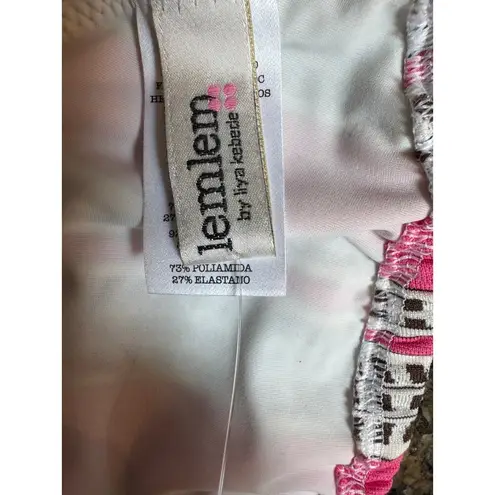 lemlem
by liya kebede
73% POLIAMIDA
27% ELASTANO